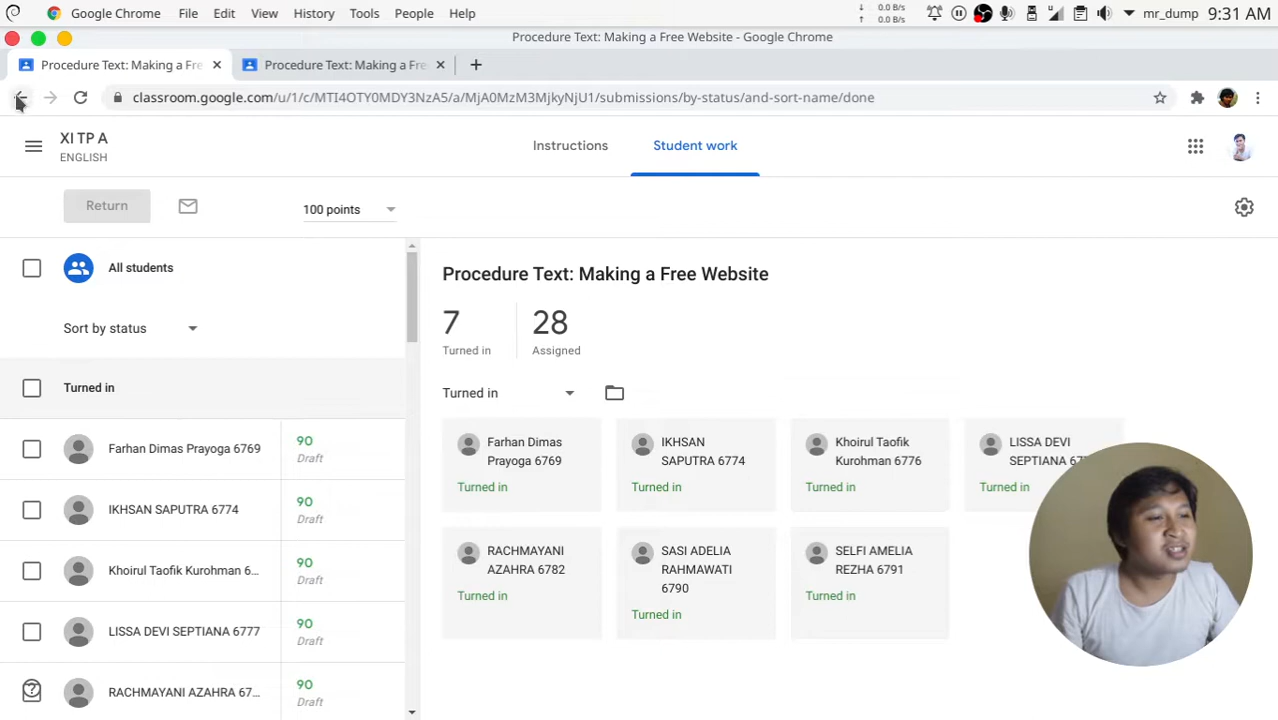 Google Chrome File Edit View History Tools People Help
0.0 B/s
0.0 B/s
mr_dump 9:31 AM
Procedure Text: Making a Free Website - Google Chrome
Procedure Text: Making a Fre
Procedure Text: Making a Fre
classroom.google.com/u/1/c/MTI4OTY0MDY3NzA5/a/MjA0MzM3MjkyNjU1/submissions/by-status/and-sort-name/done
XI TP A
ENGLISH
Instructions
Student work
Return
100 points
All students
Sort by status
Turned in
Farhan Dimas Prayoga 6769
90
Draft
IKHSAN SAPUTRA 6774
90
Draft
Khoirul Taofik Kurohman 6...
90
Draft
LISSA DEVI SEPTIANA 6777
90
Draft
RACHMAYANI AZAHRA 67...
90
Draft
Procedure Text: Making a Free Website
7
Turned in
28
Assigned
Turned in
Farhan Dimas
Prayoga 6769
Turned in
IKHSAN
SAPUTRA 6774
Turned in
Khoirul Taofik
Kurohman 6776
Turned in
LISSA DEVI
SEPTIANA 677
Turned in
RACHMAYANI
AZAHRA 6782
Turned in
SASI ADELIA
RAHMAWATI
6790
Turned in
SELFI AMELIA
REZHA 6791
Turned in